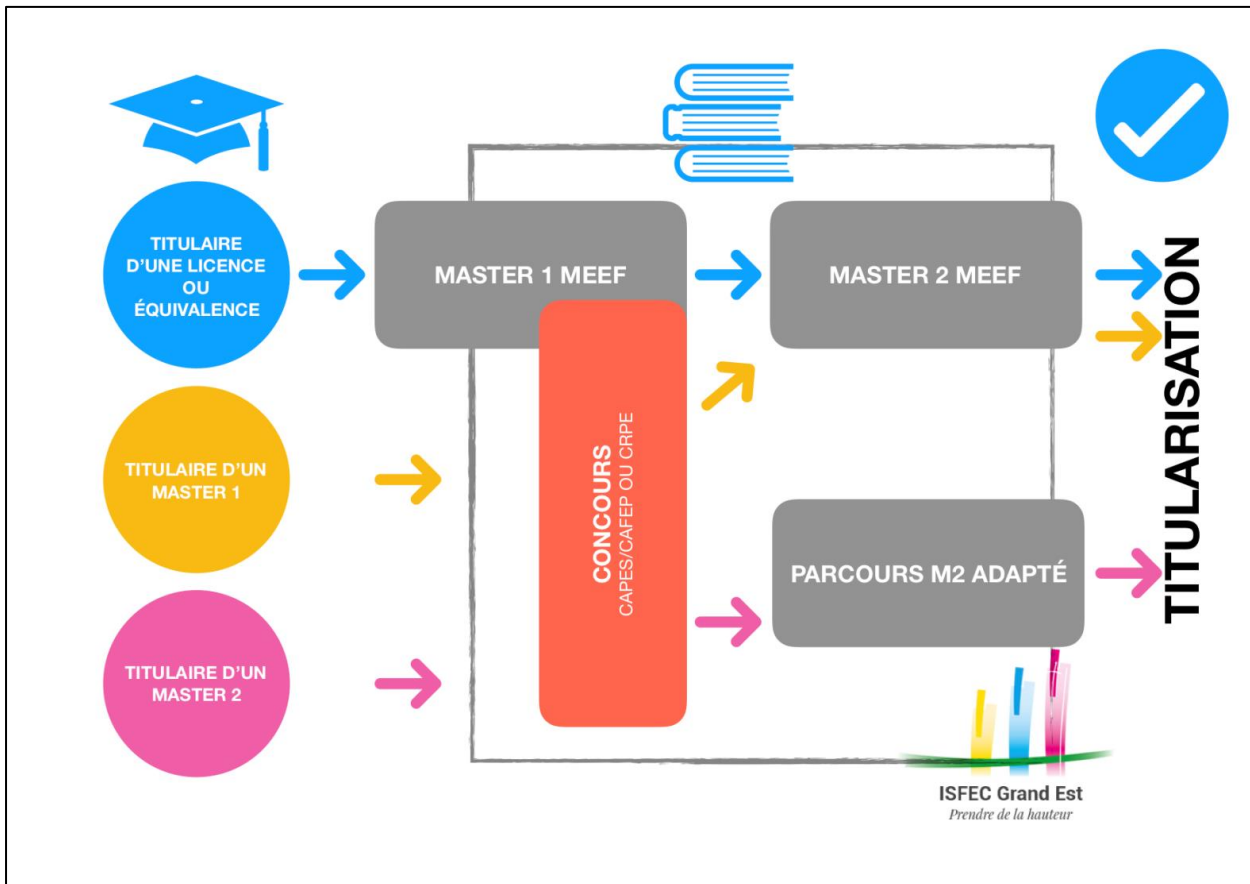 TITULAIRE
D'UNE LICENCE
OU
ÉQUIVALENCE
MASTER 1 MEEF
MASTER 2 MEEF
TITULAIRE D'UN
MASTER 1
CONCOURS
CAPES/CAFEP OU CRPE
PARCOURS M2 ADAPTÉ
TITULAIRE D'UN
MASTER 2
TITULARISATION
ISFEC Grand Est
Prendre de la hauteur